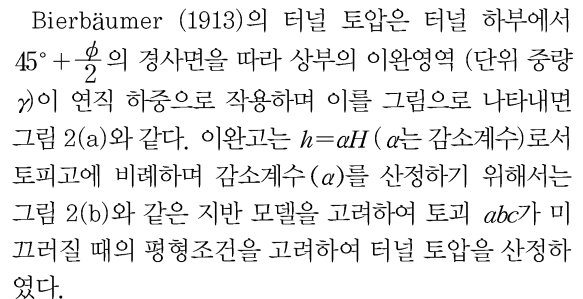 Bierbäumer (1913)의 터널 토압은 터널 하부에서
45°+ϕ/2의 경사면을 따라 상부의 이완영역 (단위 중량
γ)이 연직 하중으로 작용하며 이를 그림으로 나타내면
그림 2(a)와 같다. 이완고는 h=αH (α는 감소계수)로서
토피고에 비례하며 감소계수(α)를 산정하기 위해서는
그림 2(b)와 같은 지반 모델을 고려하여 토괴 abc가 미
끄러질 때의 평형조건을 고려하여 터널 토압을 산정하
였다.